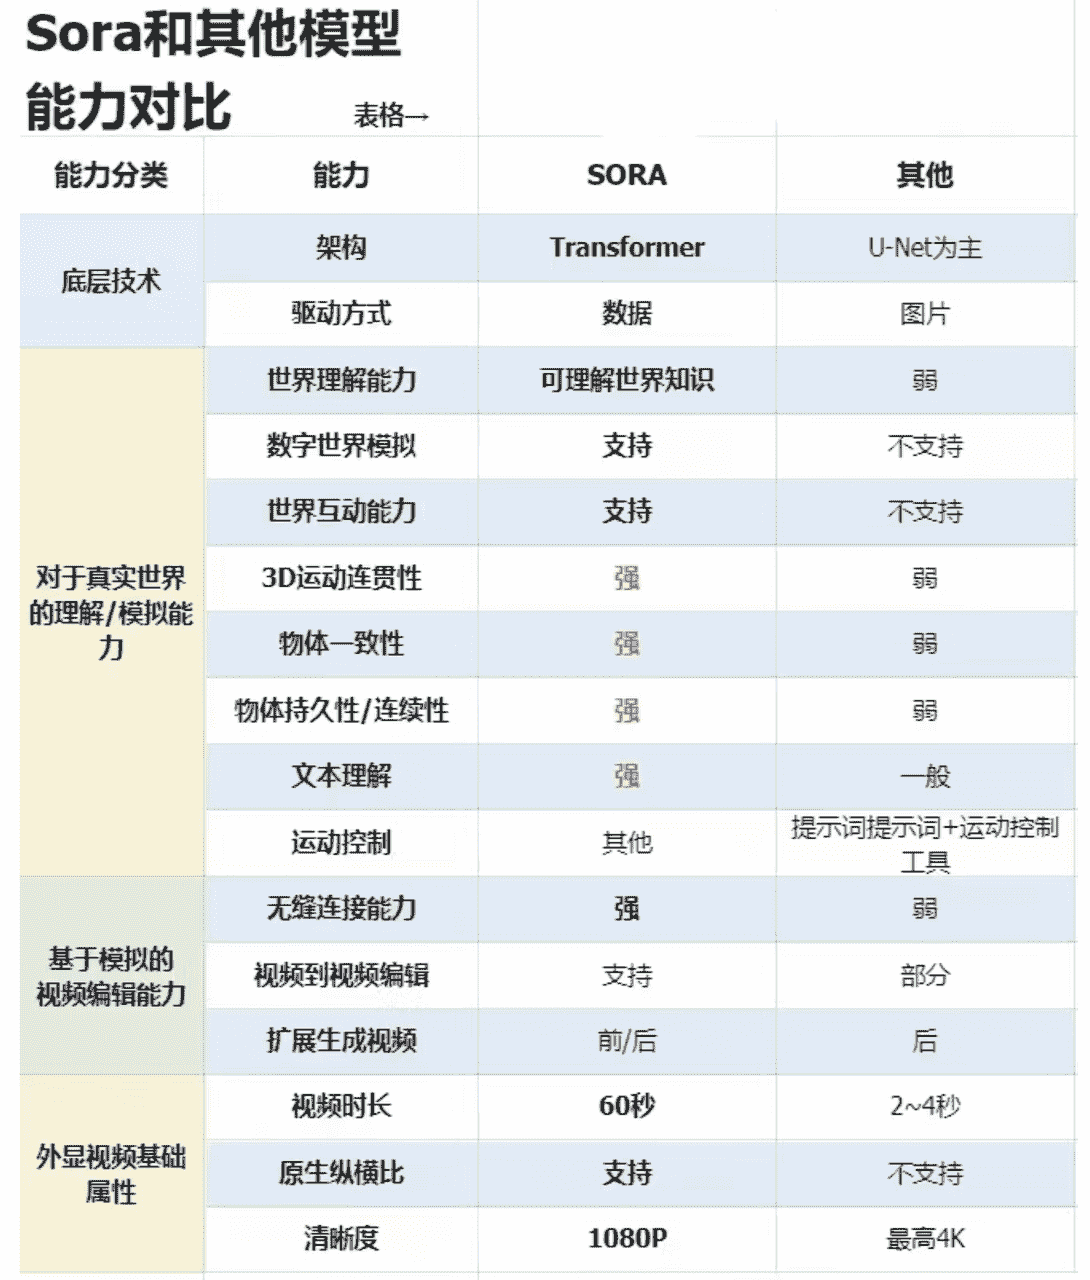 Sora和其他模型
能力对比
表格→
能力分类 能力 SORA 其他
底层技术
架构 Transformer U-Net为主
驱动方式 数据 图片
对于真实世界
的理解/模拟能
力
世界理解能力 可理解世界知识 弱
数字世界模拟 支持 不支持
世界互动能力 支持 不支持
3D运动连贯性 强 弱
物体一致性 强 弱
物体持久性/连续性 强 弱
文本理解 强 一般
运动控制 其他 提示词提示词+运动控制
工具
基于模拟的
视频编辑能力
无缝连接能力 强 弱
视频到视频编辑 支持 部分
扩展生成视频 前/后 后
外显视频基础
属性
视频时长 60秒 2~4秒
原生纵横比 支持 不支持
清晰度 1080P 最高4K